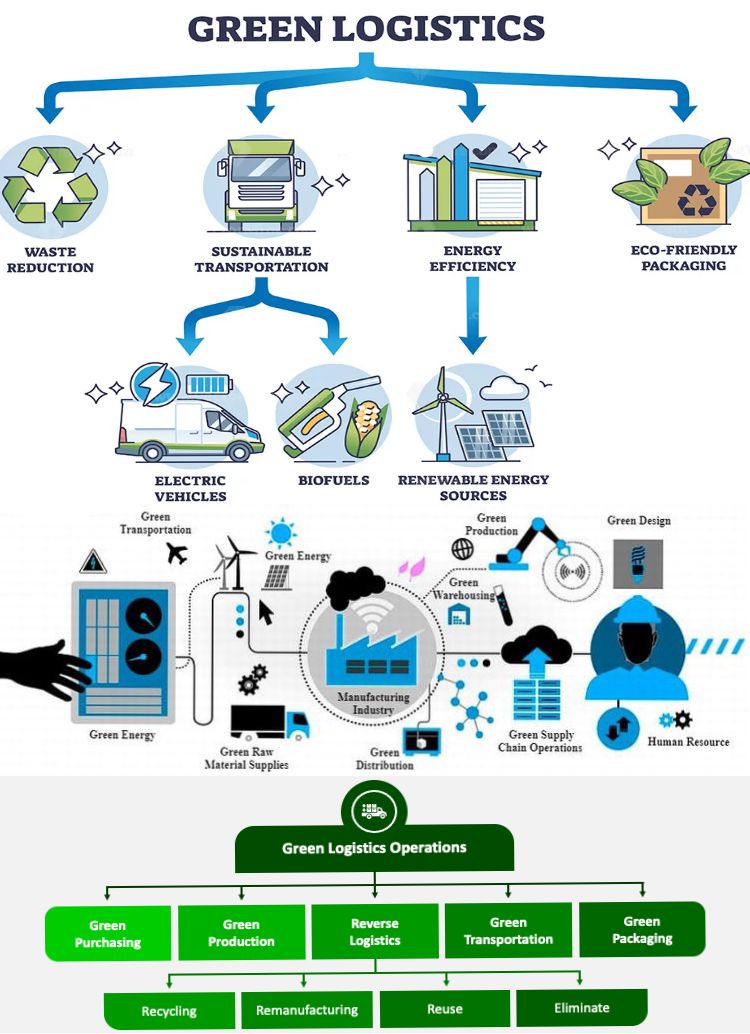 GREEN LOGISTICS
WASTE
REDUCTION
SUSTAINABLE
TRANSPORTATION
ENERGY
EFFICIENCY
ECO-FRIENDLY
PACKAGING
ELECTRIC
VEHICLES
BIOFUELS
RENEWABLE ENERGY
SOURCES
Green
Transportation
Green Energy
Green
Production
Green Design
Green
Warehousing
Manufacturing
Industry
Green Energy
Green Raw
Material Supplies
Green
Distribution
Green Supply
Chain Operations
Human Resource
Green Logistics Operations
Green
Purchasing
Green
Production
Reverse
Logistics
Green
Transportation
Green
Packaging
Recycling
Remanufacturing
Reuse
Eliminate